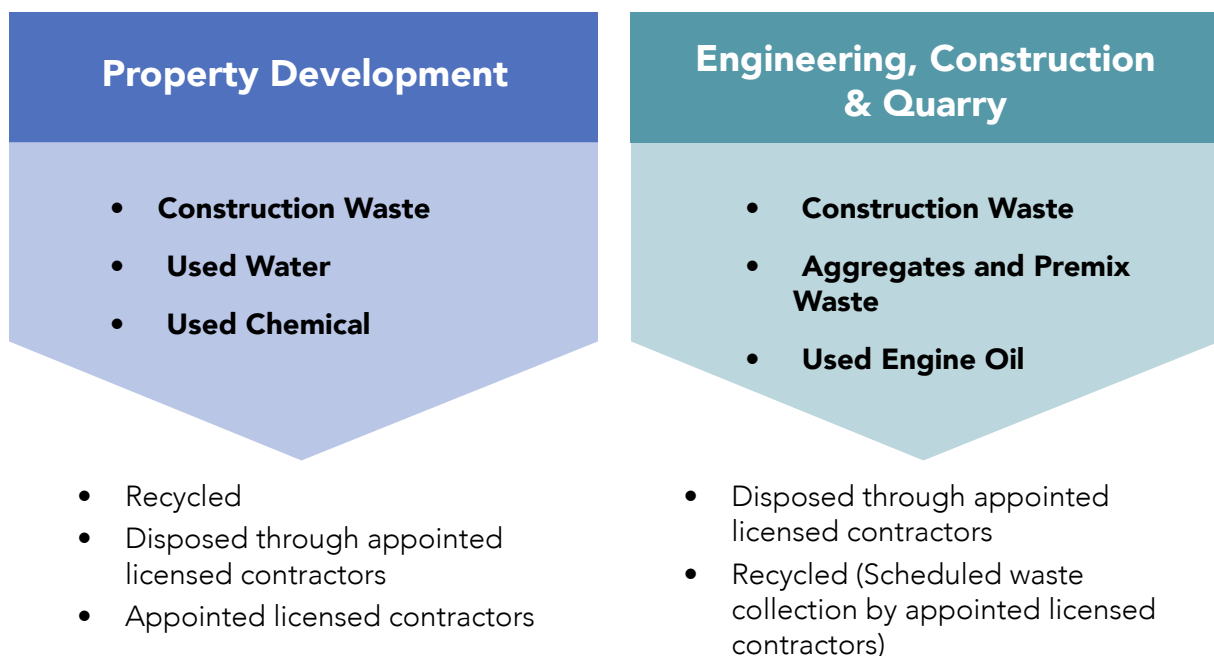 Property Development
• Construction Waste
• Used Water
• Used Chemical
• Recycled
• Disposed through appointed
licensed contractors
• Appointed licensed contractors
Engineering, Construction
& Quarry
• Construction Waste
• Aggregates and Premix
Waste
• Used Engine Oil
• Disposed through appointed
licensed contractors
• Recycled (Scheduled waste
collection by appointed licensed
contractors)